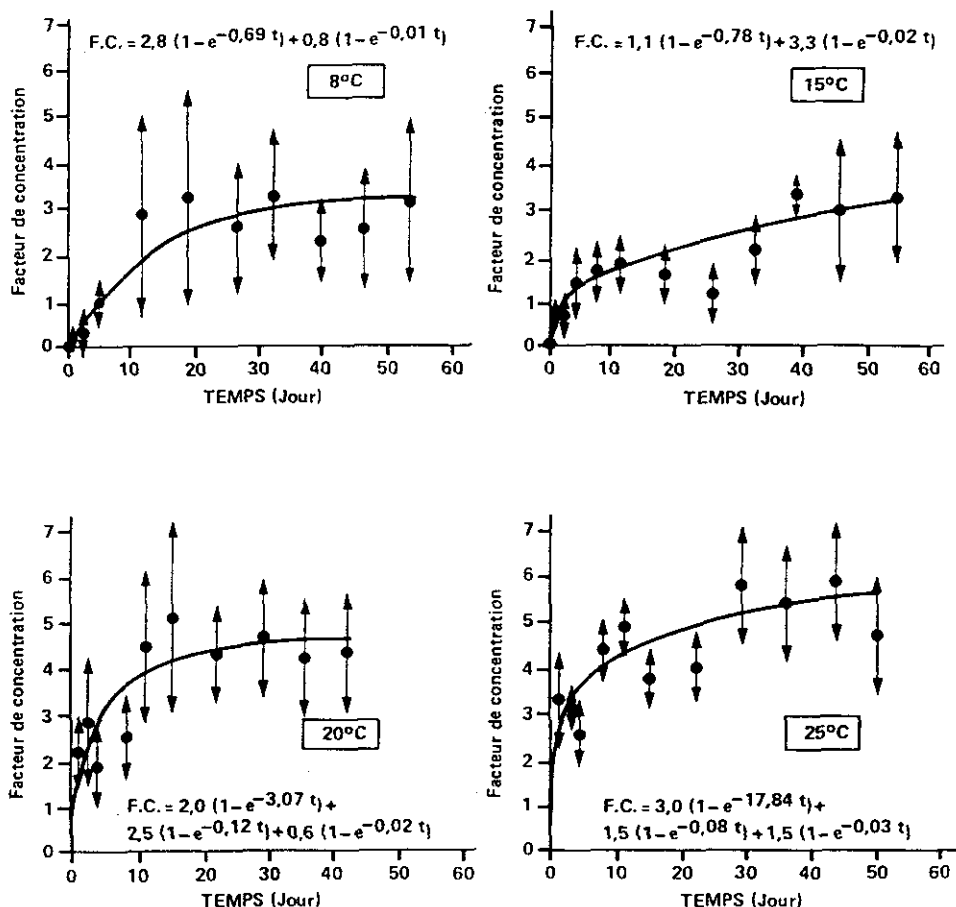 F.C. = 2,8 (1–e^-0,69 t) + 0,8 (1–e^-0,01 t)
8°C
Facteur de concentration
7
6
5
4
3
2
1
0
0 10 20 30 40 50 60
TEMPS (Jour)
F.C. = 1,1 (1–e^-0,78 t) + 3,3 (1–e^-0,02 t)
15°C
Facteur de concentration
7
6
5
4
3
2
1
0
0 10 20 30 40 50 60
TEMPS (Jour)
Facteur de concentration
7
6
5
4
3
2
1
0
20°C
F.C. = 2,0 (1–e^-3,07 t) +
2,5 (1–e^-0,12 t) + 0,6 (1–e^-0,02 t)
0 10 20 30 40 50 60
TEMPS (Jour)
Facteur de concentration
7
6
5
4
3
2
1
0
25°C
F.C. = 3,0 (1–e^-17,84 t) +
1,5 (1–e^-0,08 t) + 1,5 (1–e^-0,03 t)
0 10 20 30 40 50 60
TEMPS (Jour)